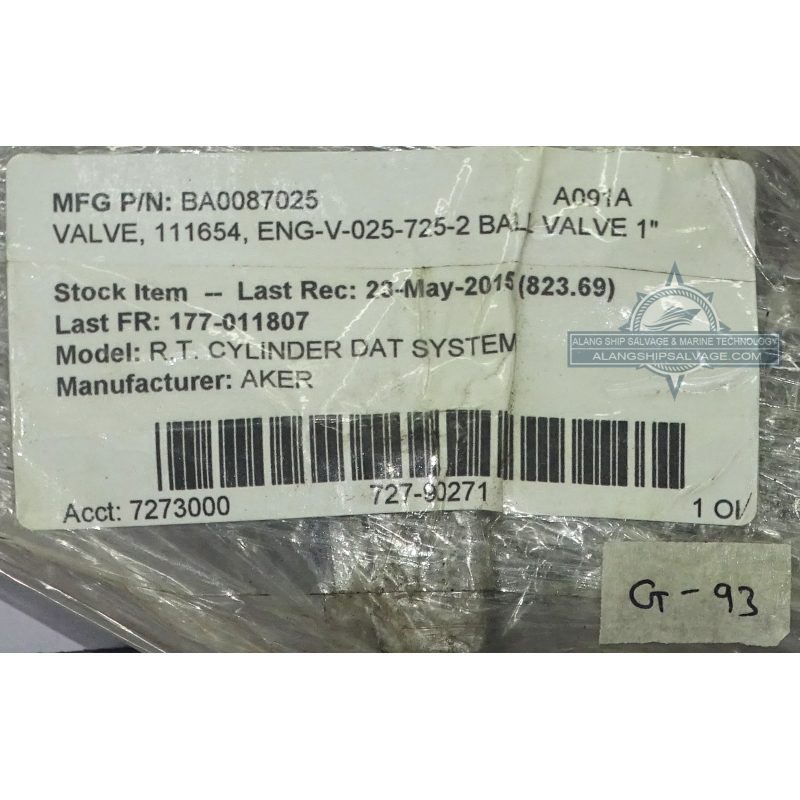 MFG P/N: BA0087025 A091A
VALVE, 111654, ENG-V-025-725-2 BALL VALVE 1"
Stock Item -- Last Rec: 23-May-2015(823.69)
Last FR: 177-011807
Model: R.T. CYLINDER DAT SYSTEM
Manufacturer: AKER
ALANG SHIP SALVAGE & MARINE TECHNOLOGY
ALANGSHIPSALVAGE.COM
727-90271
Acct: 7273000
1 O
G-93